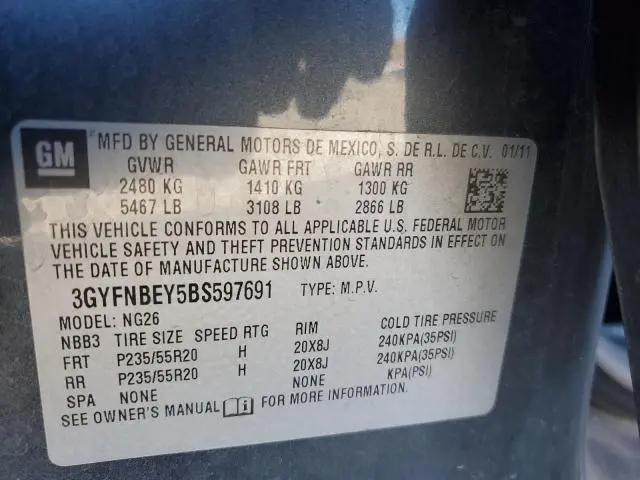 GM
MFD BY GENERAL MOTORS DE MEXICO, S. DE R.L. DE C.V. 01/11
GVWR GAWR FRT GAWR RR
2480 KG 1410 KG 1300 KG
5467 LB 3108 LB 2866 LB
THIS VEHICLE CONFORMS TO ALL APPLICABLE U.S. FEDERAL MOTOR
VEHICLE SAFETY AND THEFT PREVENTION STANDARDS IN EFFECT ON
THE DATE OF MANUFACTURE SHOWN ABOVE.
3GYFNBEY5BS597691 TYPE: M.P.V.
MODEL: NG26
NBB3 TIRE SIZE SPEED RTG RIM COLD TIRE PRESSURE
FRT P235/55R20 H 20X8J 240KPA(35PSI)
RR P235/55R20 H 20X8J 240KPA(35PSI)
SPA NONE NONE KPA(PSI)
SEE OWNER'S MANUAL i FOR MORE INFORMATION.